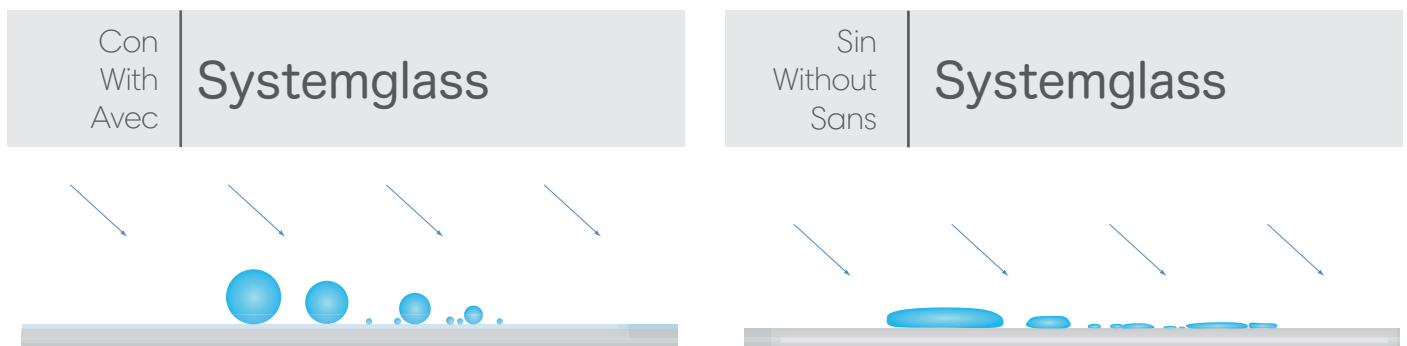 Con
With
Avec
Systemglass
Sin
Without
Sans
Systemglass